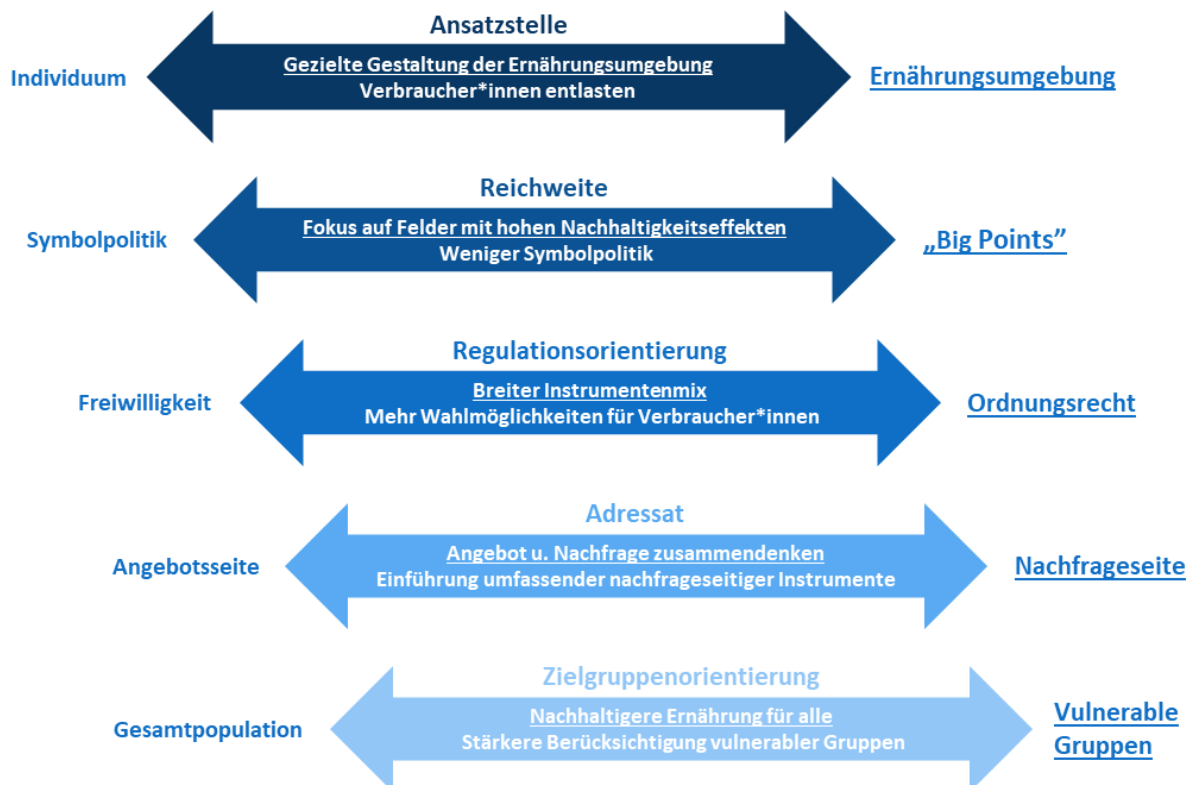 Ansatzstelle
Individuum
Gezielte Gestaltung der Ernährungsumgebung
Verbraucher*innen entlasten
Ernährungsumgebung
Reichweite
Symbolpolitik
Fokus auf Felder mit hohen Nachhaltigkeitseffekten
Weniger Symbolpolitik
„Big Points”
Regulationsorientierung
Freiwilligkeit
Breiter Instrumentenmix
Mehr Wahlmöglichkeiten für Verbraucher*innen
Ordnungsrecht
Adressat
Angebotsseite
Angebot u. Nachfrage zusammendenken
Einführung umfassender nachfrageseitiger Instrumente
Nachfrageseite
Zielgruppenorientierung
Gesamtpopulation
Nachhaltigere Ernährung für alle
Stärkere Berücksichtigung vulnerabler Gruppen
Vulnerable
Gruppen